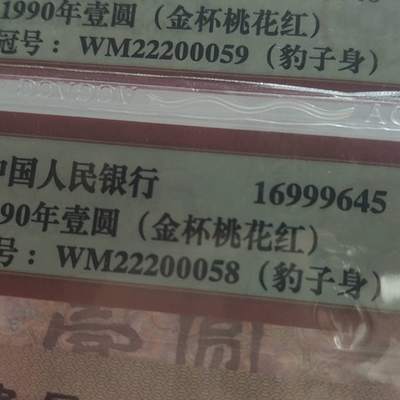 1990年壹圆（金杯桃花红）
冠号：WM22200059（豹子身）
中国人民银行 16999645
90年壹圆（金杯桃花红）
号：WM22200058（豹子身）
壹圆